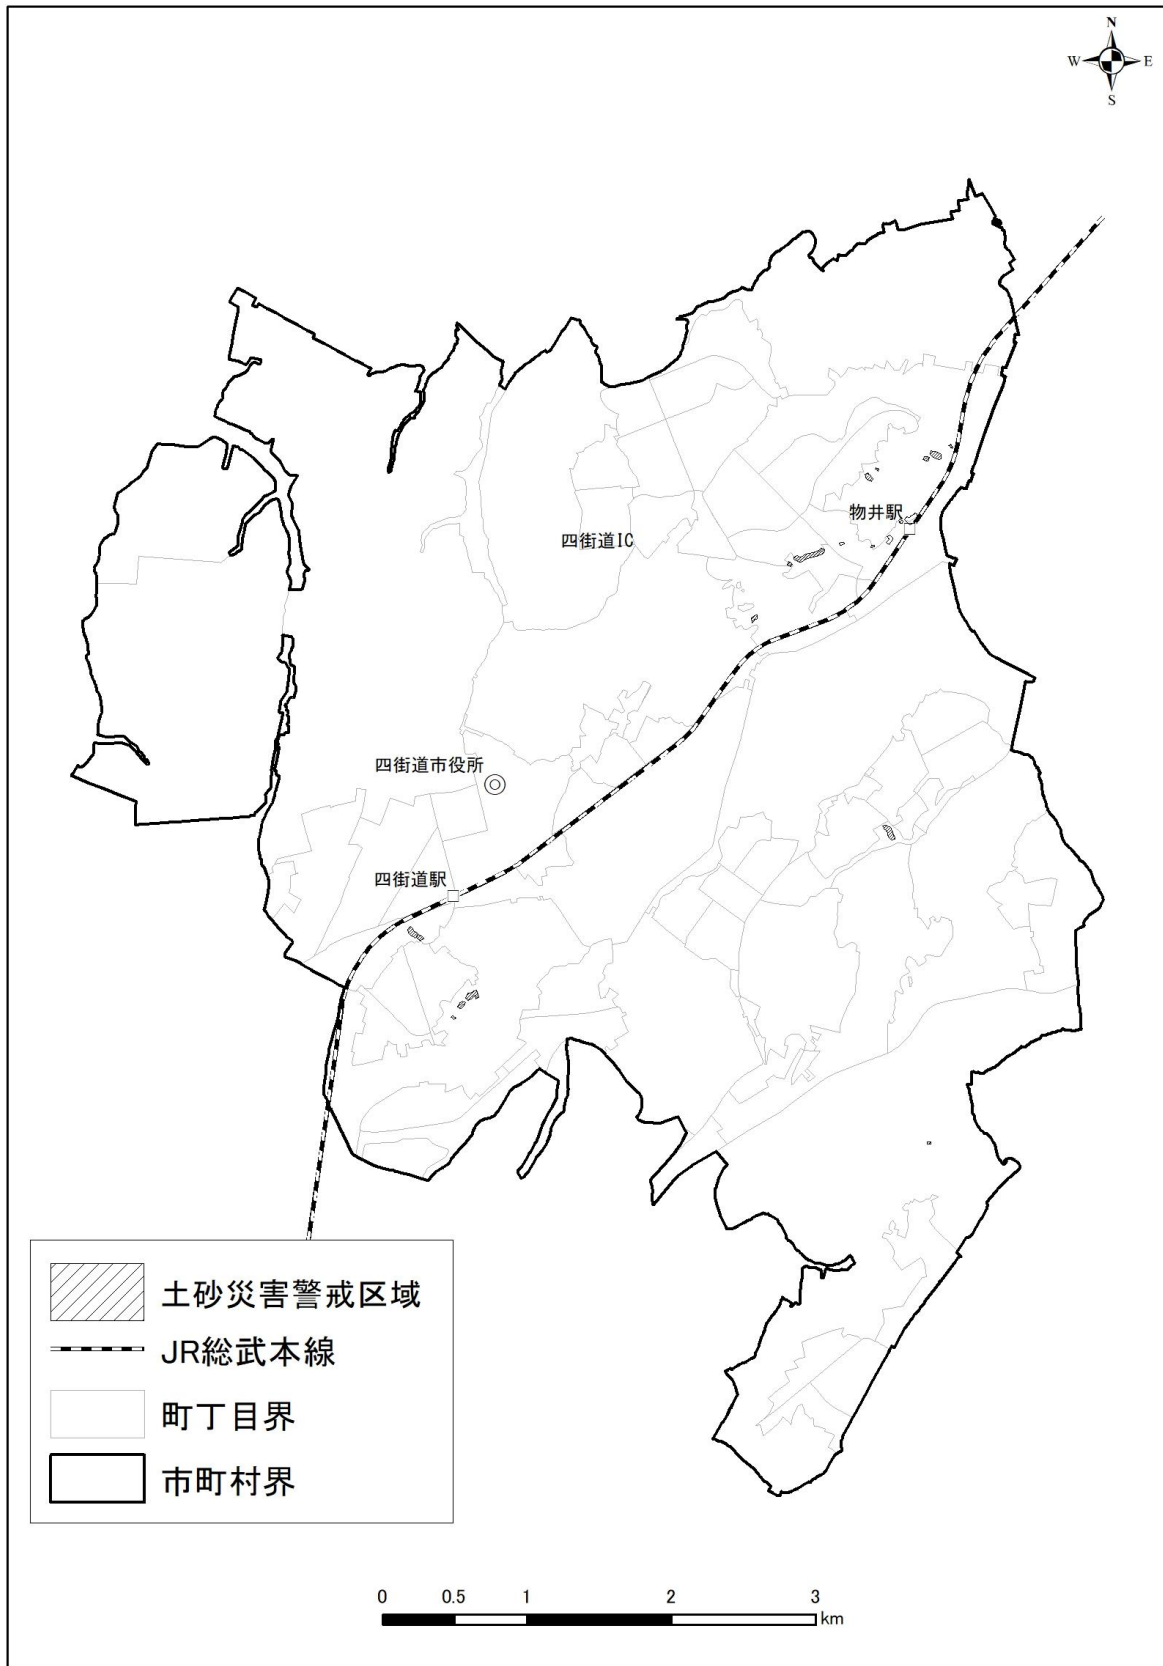 N
W E
S
物井駅
四街道IC
四街道市役所
四街道駅
土砂災害警戒区域
JR総武本線
町丁目界
市町村界
0 0.5 1 2 3
km